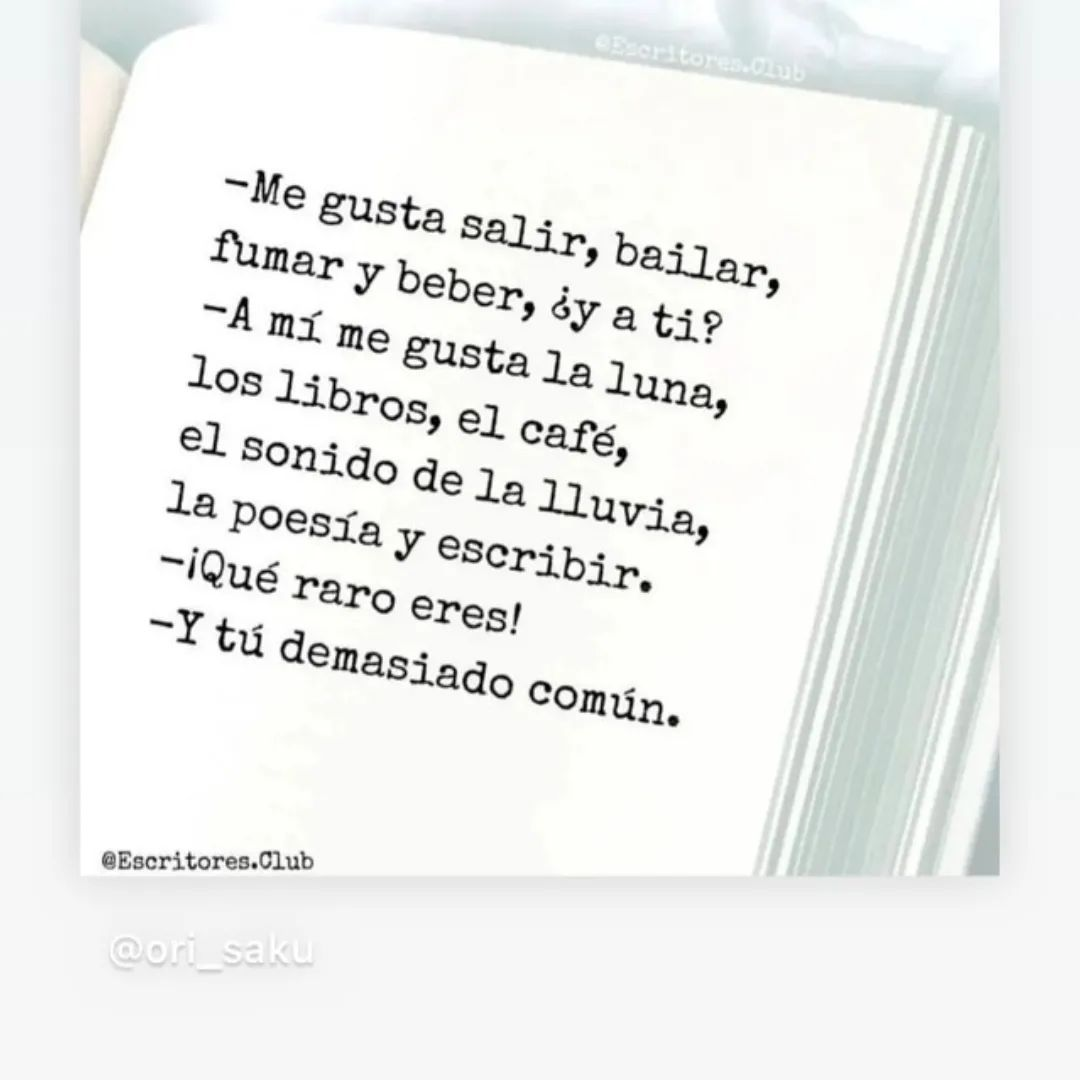 @Escritores.Club
-Me gusta salir, bailar,
fumar y beber, ¿y a ti?
-A mí me gusta la luna,
los libros, el café,
el sonido de la lluvia,
la poesía y escribir.
-¡Qué raro eres!
-Y tú demasiado común.
@Escritores.Club
@ori_saku